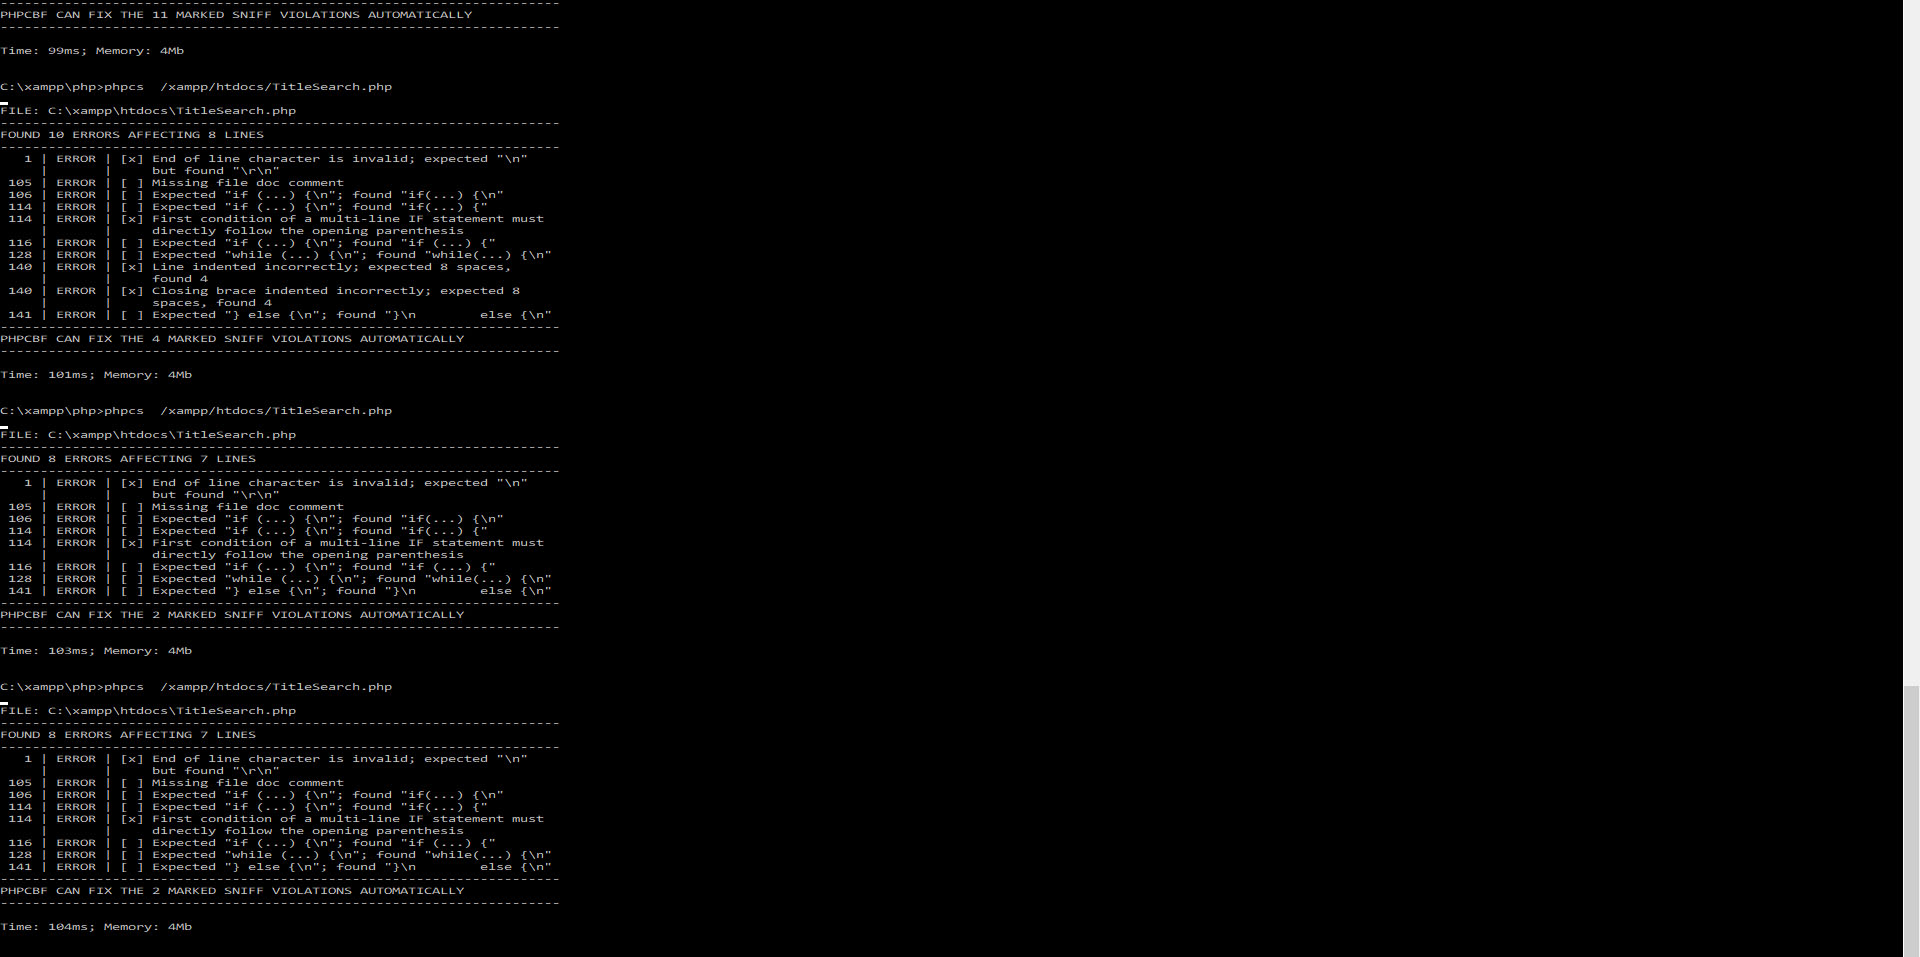 ----------------------------------------------------------------------
PHPCBF CAN FIX THE 11 MARKED SNIFF VIOLATIONS AUTOMATICALLY
----------------------------------------------------------------------
Time: 99ms; Memory: 4Mb
C:\xampp\php>phpcs  /xampp/htdocs/TitleSearch.php
FILE: C:\xampp\htdocs\TitleSearch.php
----------------------------------------------------------------------
FOUND 10 ERRORS AFFECTING 8 LINES
----------------------------------------------------------------------
   1 | ERROR | [x] End of line character is invalid; expected "\n"
     |       |     but found "\r\n"
 105 | ERROR | [ ] Missing file doc comment
 106 | ERROR | [ ] Expected "if (...) {\n"; found "if(...) {\n"
 114 | ERROR | [ ] Expected "if (...) {\n"; found "if(...) {"
 114 | ERROR | [x] First condition of a multi-line IF statement must
     |       |     directly follow the opening parenthesis
 116 | ERROR | [ ] Expected "if (...) {\n"; found "if (...) {"
 128 | ERROR | [ ] Expected "while (...) {\n"; found "while(...) {\n"
 140 | ERROR | [x] Line indented incorrectly; expected 8 spaces,
     |       |     found 4
 140 | ERROR | [x] Closing brace indented incorrectly; expected 8
     |       |     spaces, found 4
 141 | ERROR | [ ] Expected "} else {\n"; found "}\n        else {\n"
----------------------------------------------------------------------
PHPCBF CAN FIX THE 4 MARKED SNIFF VIOLATIONS AUTOMATICALLY
----------------------------------------------------------------------
Time: 101ms; Memory: 4Mb
C:\xampp\php>phpcs  /xampp/htdocs/TitleSearch.php
FILE: C:\xampp\htdocs\TitleSearch.php
----------------------------------------------------------------------
FOUND 8 ERRORS AFFECTING 7 LINES
----------------------------------------------------------------------
   1 | ERROR | [x] End of line character is invalid; expected "\n"
     |       |     but found "\r\n"
 105 | ERROR | [ ] Missing file doc comment
 106 | ERROR | [ ] Expected "if (...) {\n"; found "if(...) {\n"
 114 | ERROR | [ ] Expected "if (...) {\n"; found "if(...) {"
 114 | ERROR | [x] First condition of a multi-line IF statement must
     |       |     directly follow the opening parenthesis
 116 | ERROR | [ ] Expected "if (...) {\n"; found "if (...) {"
 128 | ERROR | [ ] Expected "while (...) {\n"; found "while(...) {\n"
 141 | ERROR | [ ] Expected "} else {\n"; found "}\n        else {\n"
----------------------------------------------------------------------
PHPCBF CAN FIX THE 2 MARKED SNIFF VIOLATIONS AUTOMATICALLY
----------------------------------------------------------------------
Time: 103ms; Memory: 4Mb
C:\xampp\php>phpcs  /xampp/htdocs/TitleSearch.php
FILE: C:\xampp\htdocs\TitleSearch.php
----------------------------------------------------------------------
FOUND 8 ERRORS AFFECTING 7 LINES
----------------------------------------------------------------------
   1 | ERROR | [x] End of line character is invalid; expected "\n"
     |       |     but found "\r\n"
 105 | ERROR | [ ] Missing file doc comment
 106 | ERROR | [ ] Expected "if (...) {\n"; found "if(...) {\n"
 114 | ERROR | [ ] Expected "if (...) {\n"; found "if(...) {"
 114 | ERROR | [x] First condition of a multi-line IF statement must
     |       |     directly follow the opening parenthesis
 116 | ERROR | [ ] Expected "if (...) {\n"; found "if (...) {"
 128 | ERROR | [ ] Expected "while (...) {\n"; found "while(...) {\n"
 141 | ERROR | [ ] Expected "} else {\n"; found "}\n        else {\n"
----------------------------------------------------------------------
PHPCBF CAN FIX THE 2 MARKED SNIFF VIOLATIONS AUTOMATICALLY
----------------------------------------------------------------------
Time: 104ms; Memory: 4Mb